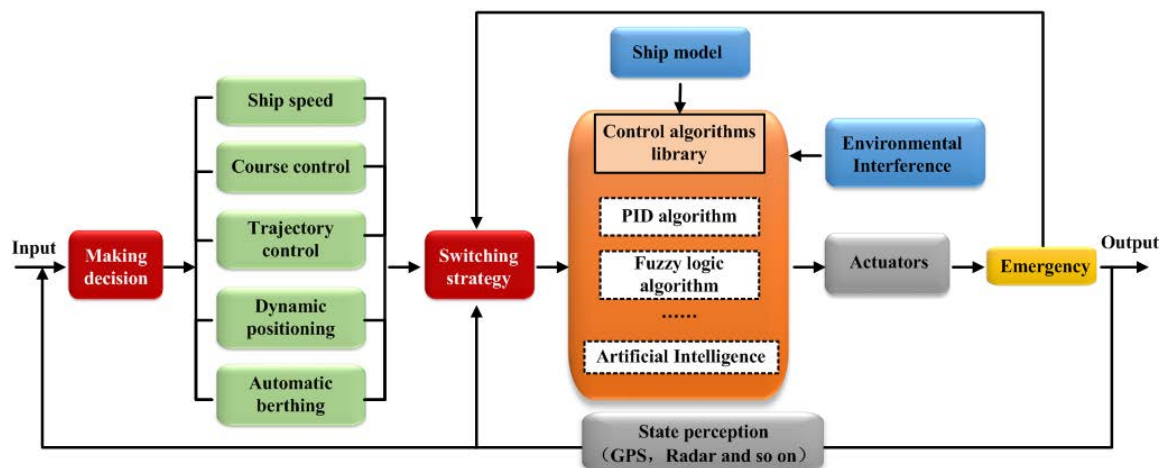 Ship model
Ship speed
Control algorithms
library
Environmental
Interference
Course control
PID algorithm
Input
Making
decision
Trajectory
control
Switching
strategy
Fuzzy logic
algorithm
......
Actuators
Emergency
Output
Dynamic
positioning
Artificial Intelligence
Automatic
berthing
State perception
（GPS，Radar and so on）